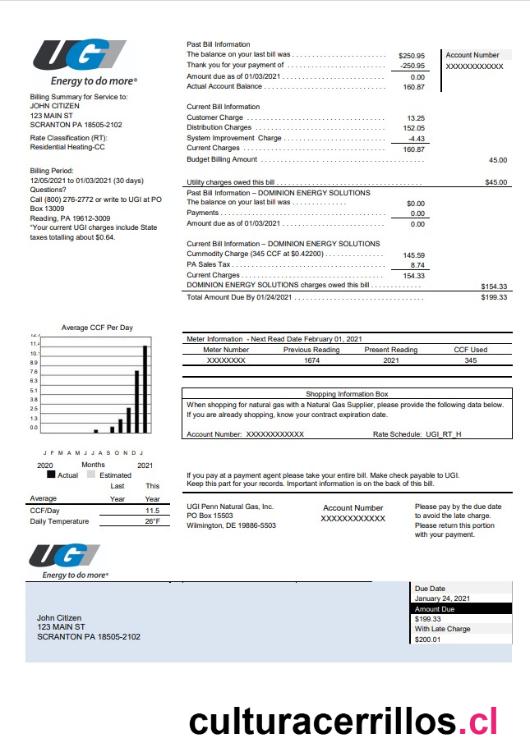 UGI
Energy to do more®
Billing Summary for Service to:
JOHN CITIZEN
123 MAIN ST
SCRANTON PA 18505-2102
Rate Classification (RT):
Residential Heating-CC
Billing Period:
12/05/2021 to 01/03/2021 (30 days)
Questions?
Call (800) 276-2772 or write to UGI at PO
Box 13009
Reading, PA 19612-3009
*Your current UGI charges include State
taxes totalling about $0.64.
Past Bill Information
The balance on your last bill was $250.95
Thank you for your payment of -250.95
Amount due as of 01/03/2021 0.00
Actual Account Balance 160.87
Account Number
XXXXXXXXXXXX
Current Bill Information
Customer Charge 13.25
Distribution Charges 152.05
System Improvement Charge -4.43
Current Charges 160.87
Budget Billing Amount 45.00
Utility charges owed this bill $45.00
Past Bill Information – DOMINION ENERGY SOLUTIONS
The balance on your last bill was $0.00
Payments 0.00
Amount due as of 01/03/2021 0.00
Current Bill Information – DOMINION ENERGY SOLUTIONS
Commodity Charge (345 CCF at $0.42200) 145.59
PA Sales Tax 8.74
Current Charges 154.33
DOMINION ENERGY SOLUTIONS charges owed this bill $154.33
Total Amount Due By 01/24/2021 $199.33
Average CCF Per Day
11.4
10.1
8.9
7.6
6.3
5.1
3.8
2.5
1.3
0.0
J F M A M J J A S O N D J
2020 Months 2021
Actual Estimated
Last This
Average Year Year
CCF/Day 11.5
Daily Temperature 26°F
Meter Information - Next Read Date February 01, 2021
Meter Number Previous Reading Present Reading CCF Used
XXXXXXXX 1674 2021 345
Shopping Information Box
When shopping for natural gas with a Natural Gas Supplier, please provide the following data below.
If you are already shopping, know your contract expiration date.
Account Number: XXXXXXXXXXXX Rate Schedule: UGI_RT_H
If you pay at a payment agent please take your entire bill. Make check payable to UGI.
Keep this part for your records. Important information is on the back of this bill.
UGI Penn Natural Gas, Inc.
PO Box 15503
Wilmington, DE 19886-5503
Account Number
XXXXXXXXXXXX
Please pay by the due date
to avoid the late charge.
Please return this portion
with your payment.
UGI
Energy to do more®
John Citizen
123 MAIN ST
SCRANTON PA 18505-2102
Due Date
January 24, 2021
Amount Due
$199.33
With Late Charge
$200.01
culturacerrillos.cl